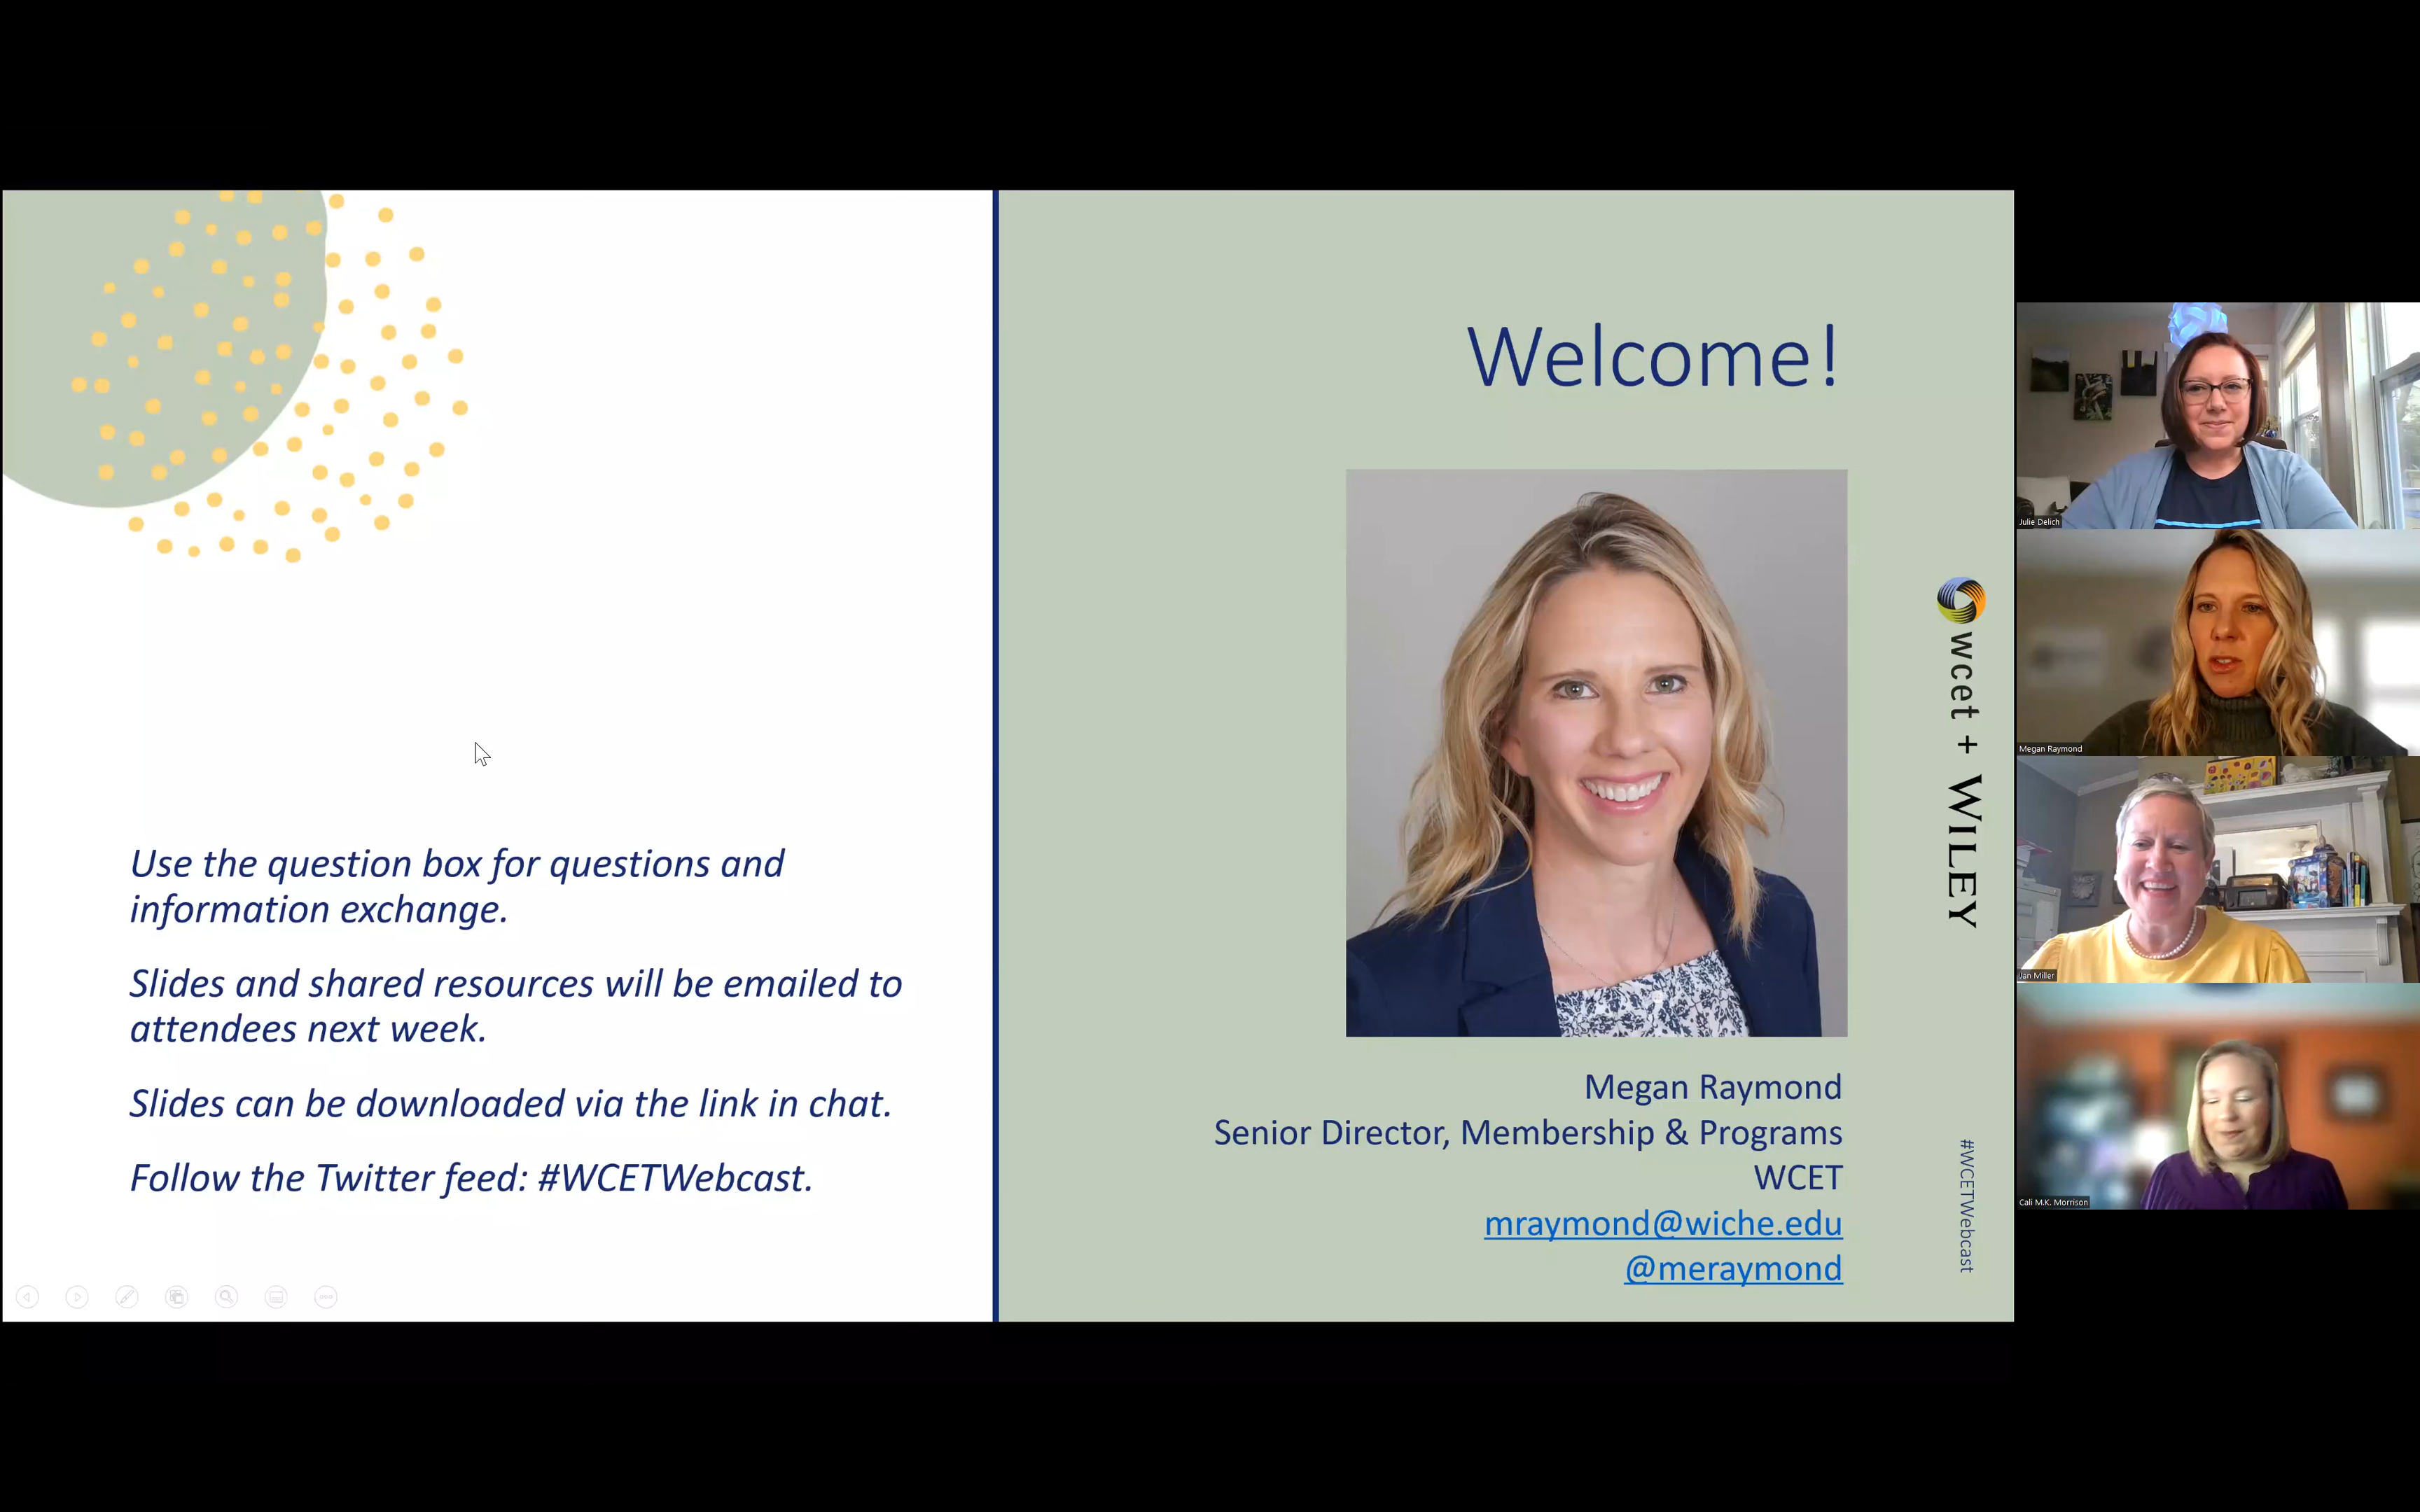 Use the question box for questions and
information exchange.
Slides and shared resources will be emailed to
attendees next week.
Slides can be downloaded via the link in chat.
Follow the Twitter feed: #WCETWebcast.
Welcome!
Megan Raymond
Senior Director, Membership & Programs
WCET
mraymond@wiche.edu
@meraymond
wcet + WILEY
#WCETWebcast
Julie Delich
Megan Raymond
Jan Miller
Cali M.K. Morrison